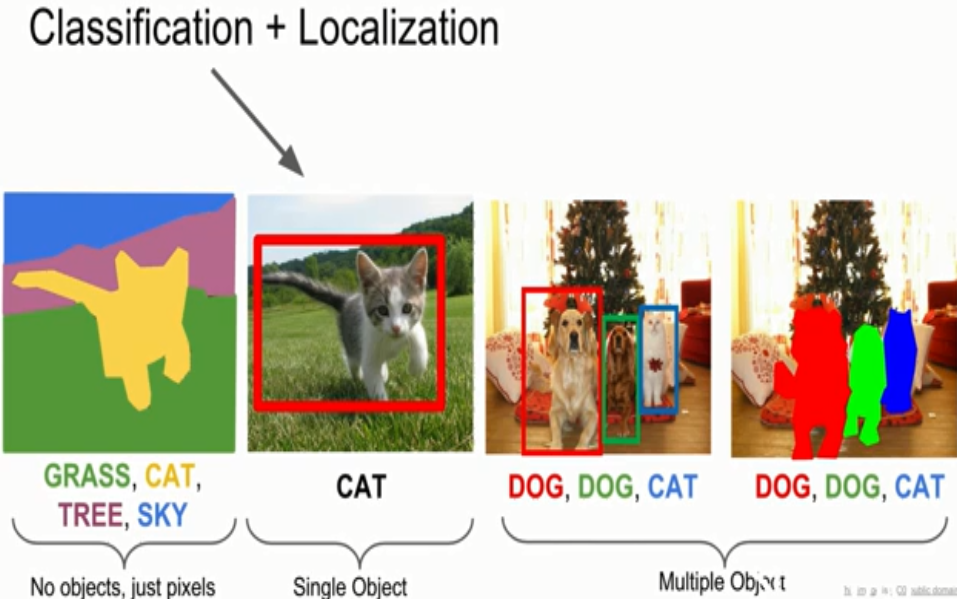 Classification + Localization
GRASS, CAT,
TREE, SKY
CAT
DOG, DOG, CAT
DOG, DOG, CAT
No objects, just pixels
Single Object
Multiple Object